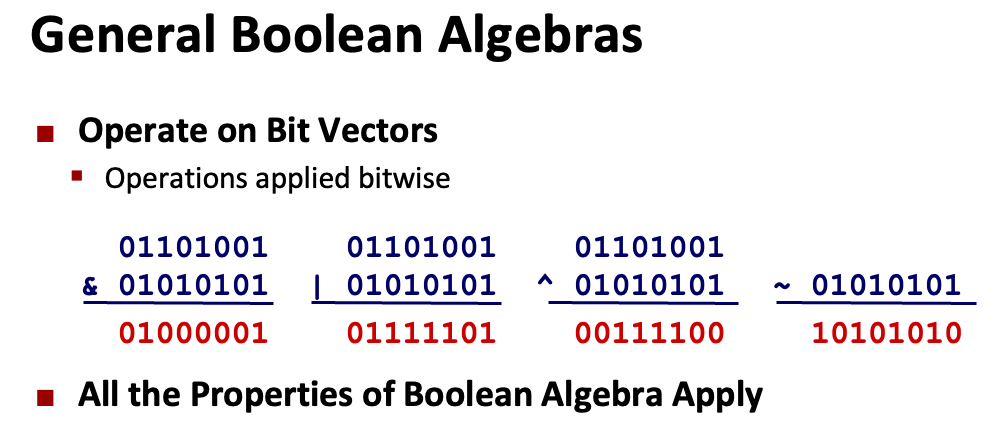 General Boolean Algebras
■ Operate on Bit Vectors
▪ Operations applied bitwise
01101001 01101001 01101001
& 01010101 | 01010101 ^ 01010101 ~ 01010101
01000001 01111101 00111100 10101010
■ All the Properties of Boolean Algebra Apply